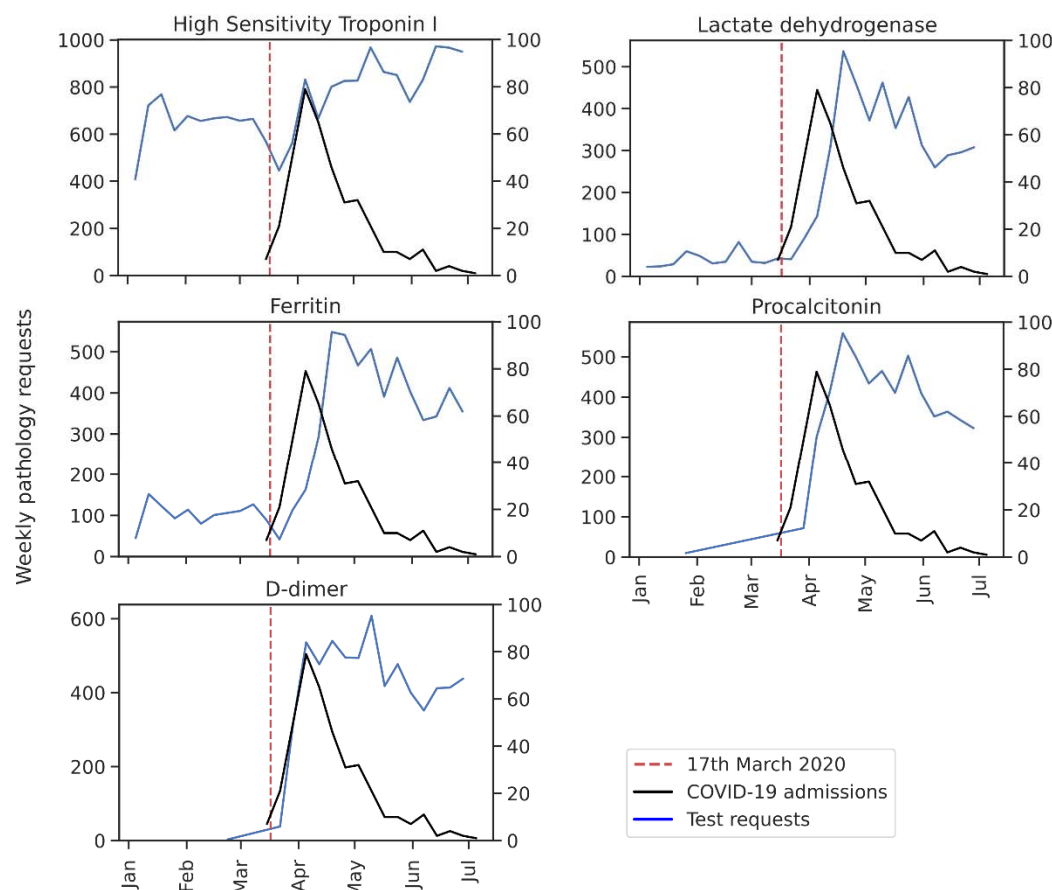 High Sensitivity Troponin I
1000
800
600
400
200
0
100
80
60
40
20
0
Lactate dehydrogenase
500
400
300
200
100
0
100
80
60
40
20
0
Weekly pathology requests
Ferritin
500
400
300
200
100
0
100
80
60
40
20
0
Procalcitonin
500
400
300
200
100
0
100
80
60
40
20
0
Jan
Feb
Mar
Apr
May
Jun
Jul
D-dimer
600
400
200
0
100
80
60
40
20
0
Jan
Feb
Mar
Apr
May
Jun
Jul
17th March 2020
COVID-19 admissions
Test requests